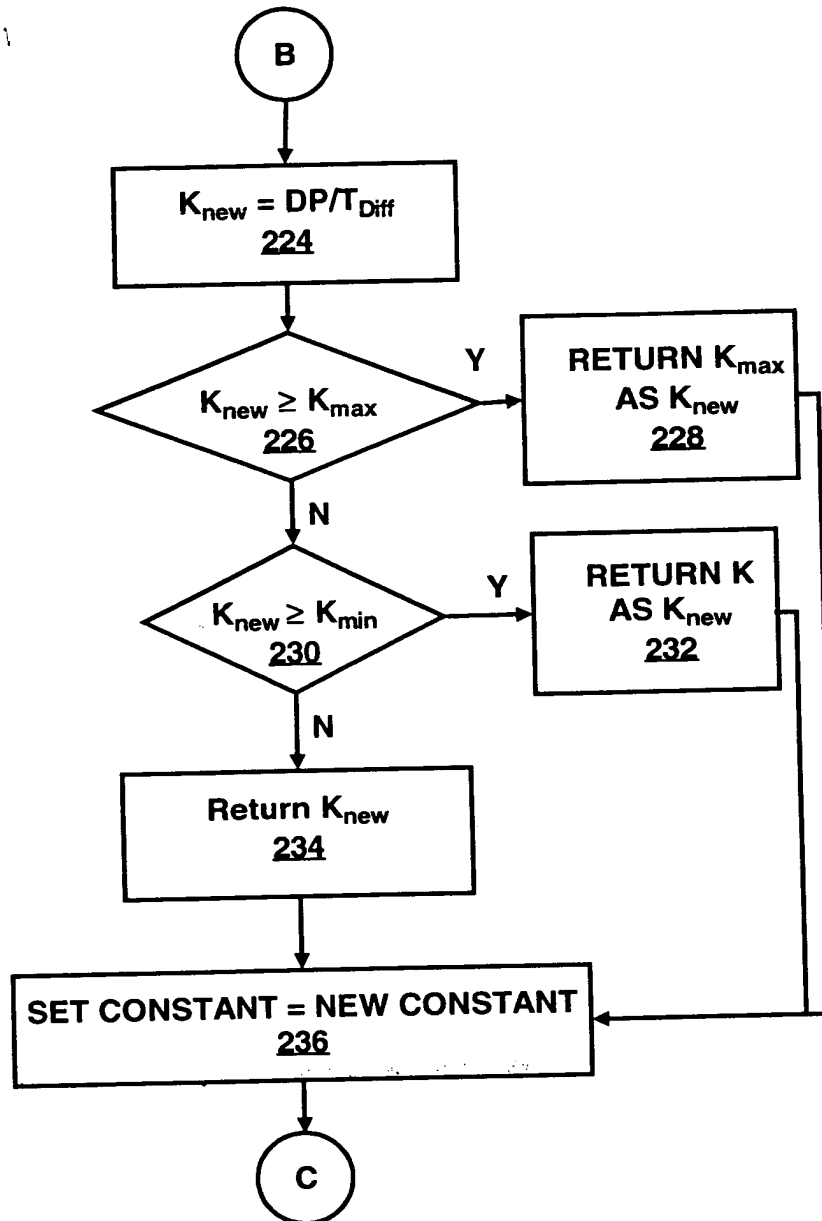 B
K_new = DP/T_Diff
224
K_new ≥ K_max
226
Y
RETURN K_max
AS K_new
228
N
K_new ≥ K_min
230
Y
RETURN K
AS K_new
232
N
Return K_new
234
SET CONSTANT = NEW CONSTANT
236
C